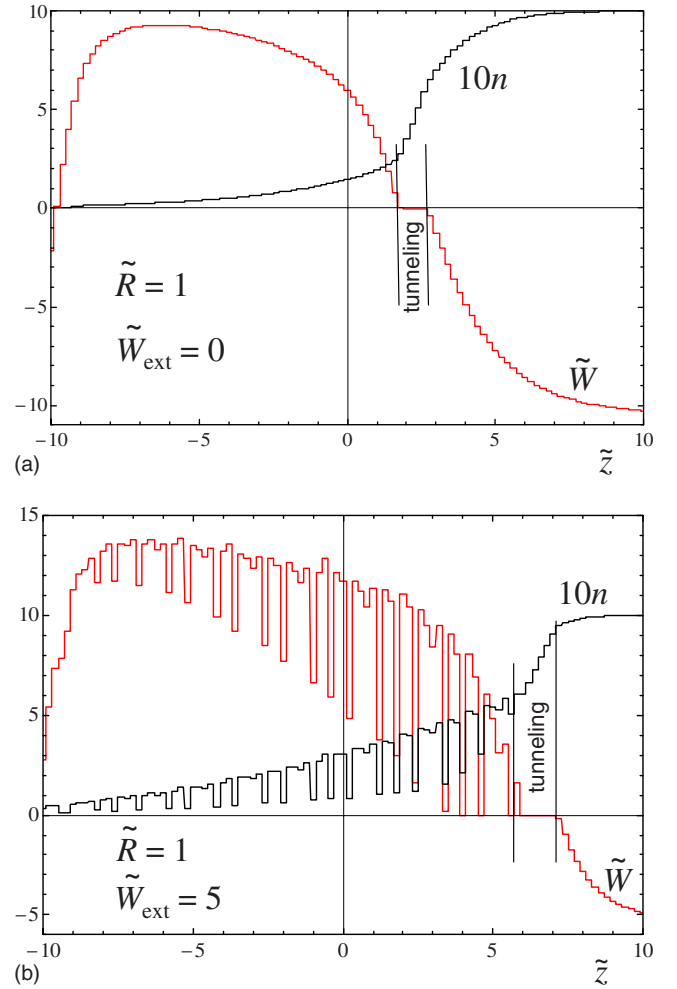 10
5
0
-5
-10
10n
tunneling
R̃ = 1
W̃ext = 0
W̃
-10 -5 0 5 10
(a) z̃
15
10
5
0
-5
10n
tunneling
R̃ = 1
W̃ext = 5
W̃
-10 -5 0 5 10
(b) z̃